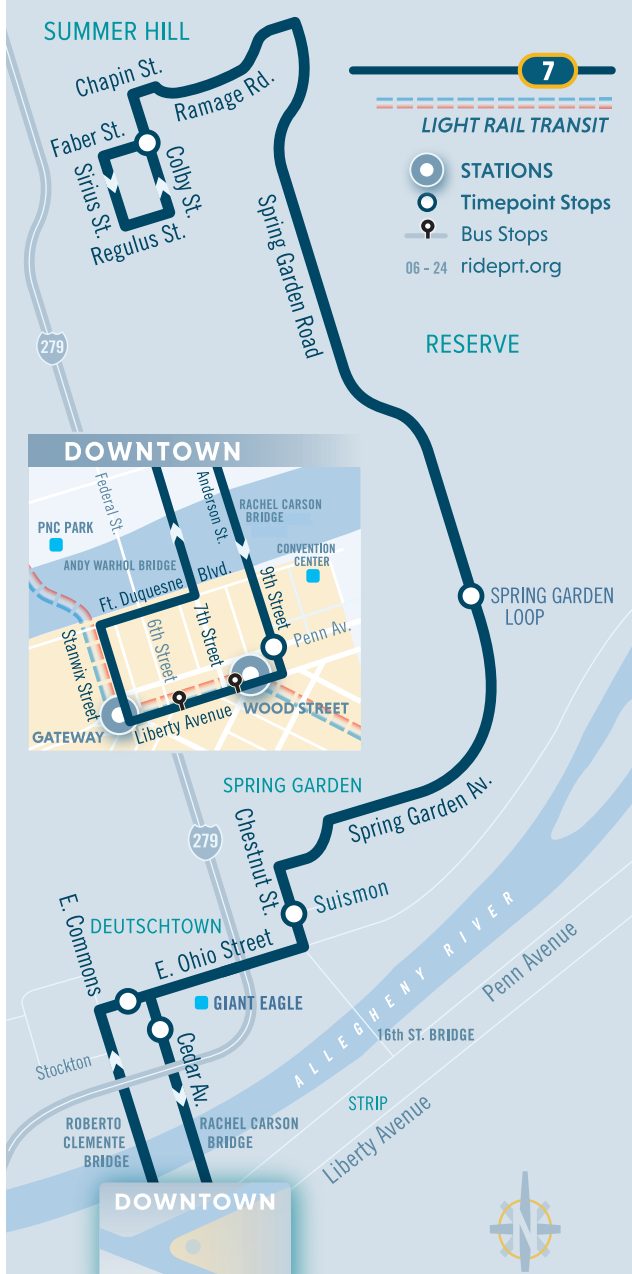 SUMMER HILL
Chapin St.
Ramage Rd.
Faber St.
Sirius St.
Colby St.
Regulus St.
7
LIGHT RAIL TRANSIT
STATIONS
Timepoint Stops
Bus Stops
06 - 24 rideprt.org
Spring Garden Road
279
RESERVE
DOWNTOWN
Federal St.
Anderson St.
RACHEL CARSON
BRIDGE
PNC PARK
ANDY WARHOL BRIDGE
CONVENTION
CENTER
Ft. Duquesne Blvd.
9th Street
7th Street
6th Street
Penn Av.
Stanwix Street
Liberty Avenue
WOOD STREET
GATEWAY
SPRING GARDEN
LOOP
SPRING GARDEN
Spring Garden Av.
279
Chestnut St.
Suismon
E. Commons
DEUTSCHTOWN
E. Ohio Street
GIANT EAGLE
ALLEGHENY RIVER
Penn Avenue
16th ST. BRIDGE
Stockton
Cedar Av.
STRIP
Liberty Avenue
ROBERTO
CLEMENTE
BRIDGE
RACHEL CARSON
BRIDGE
DOWNTOWN
N